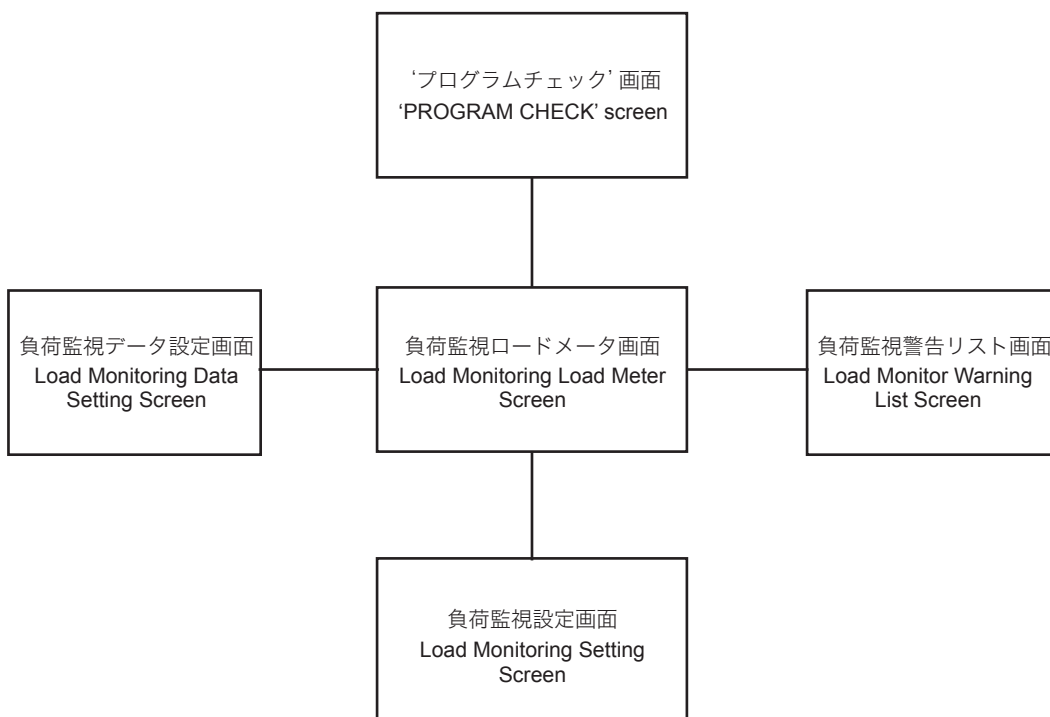 ‘プログラムチェック’ 画面
‘PROGRAM CHECK’ screen
負荷監視データ設定画面
Load Monitoring Data
Setting Screen
負荷監視ロードメータ画面
Load Monitoring Load Meter
Screen
負荷監視警告リスト画面
Load Monitor Warning
List Screen
負荷監視設定画面
Load Monitoring Setting
Screen